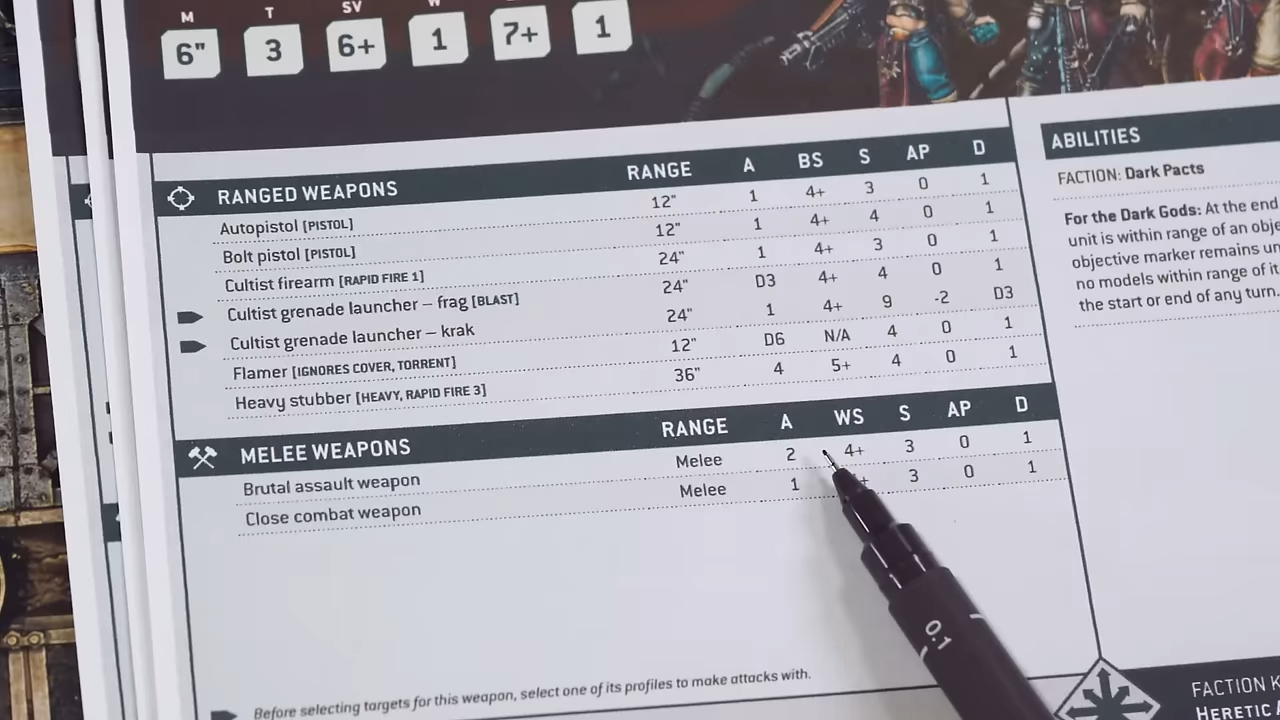 M T SV W
6" 3 6+ 1 7+ 1
RANGED WEAPONS RANGE A BS S AP D
Autopistol [PISTOL] 12" 1 4+ 3 0 1
Bolt pistol [PISTOL] 12" 1 4+ 4 0 1
Cultist firearm [RAPID FIRE 1] 24" 1 4+ 3 0 1
Cultist grenade launcher – frag [BLAST] 24" D3 4+ 4 0 1
Cultist grenade launcher – krak 24" 1 4+ 9 -2 D3
Flamer [IGNORES COVER, TORRENT] 12" D6 N/A 4 0 1
Heavy stubber [HEAVY, RAPID FIRE 3] 36" 4 5+ 4 0 1
MELEE WEAPONS RANGE A WS S AP D
Brutal assault weapon Melee 2 4+ 3 0 1
Close combat weapon Melee 1 + 3 0 1
Before selecting targets for this weapon, select one of its profiles to make attacks with.
ABILITIES
FACTION: Dark Pacts
For the Dark Gods: At the end
unit is within range of an obje
objective marker remains un
no models within range of it
the start or end of any turn.
FACTION K
HERETIC A
0.1